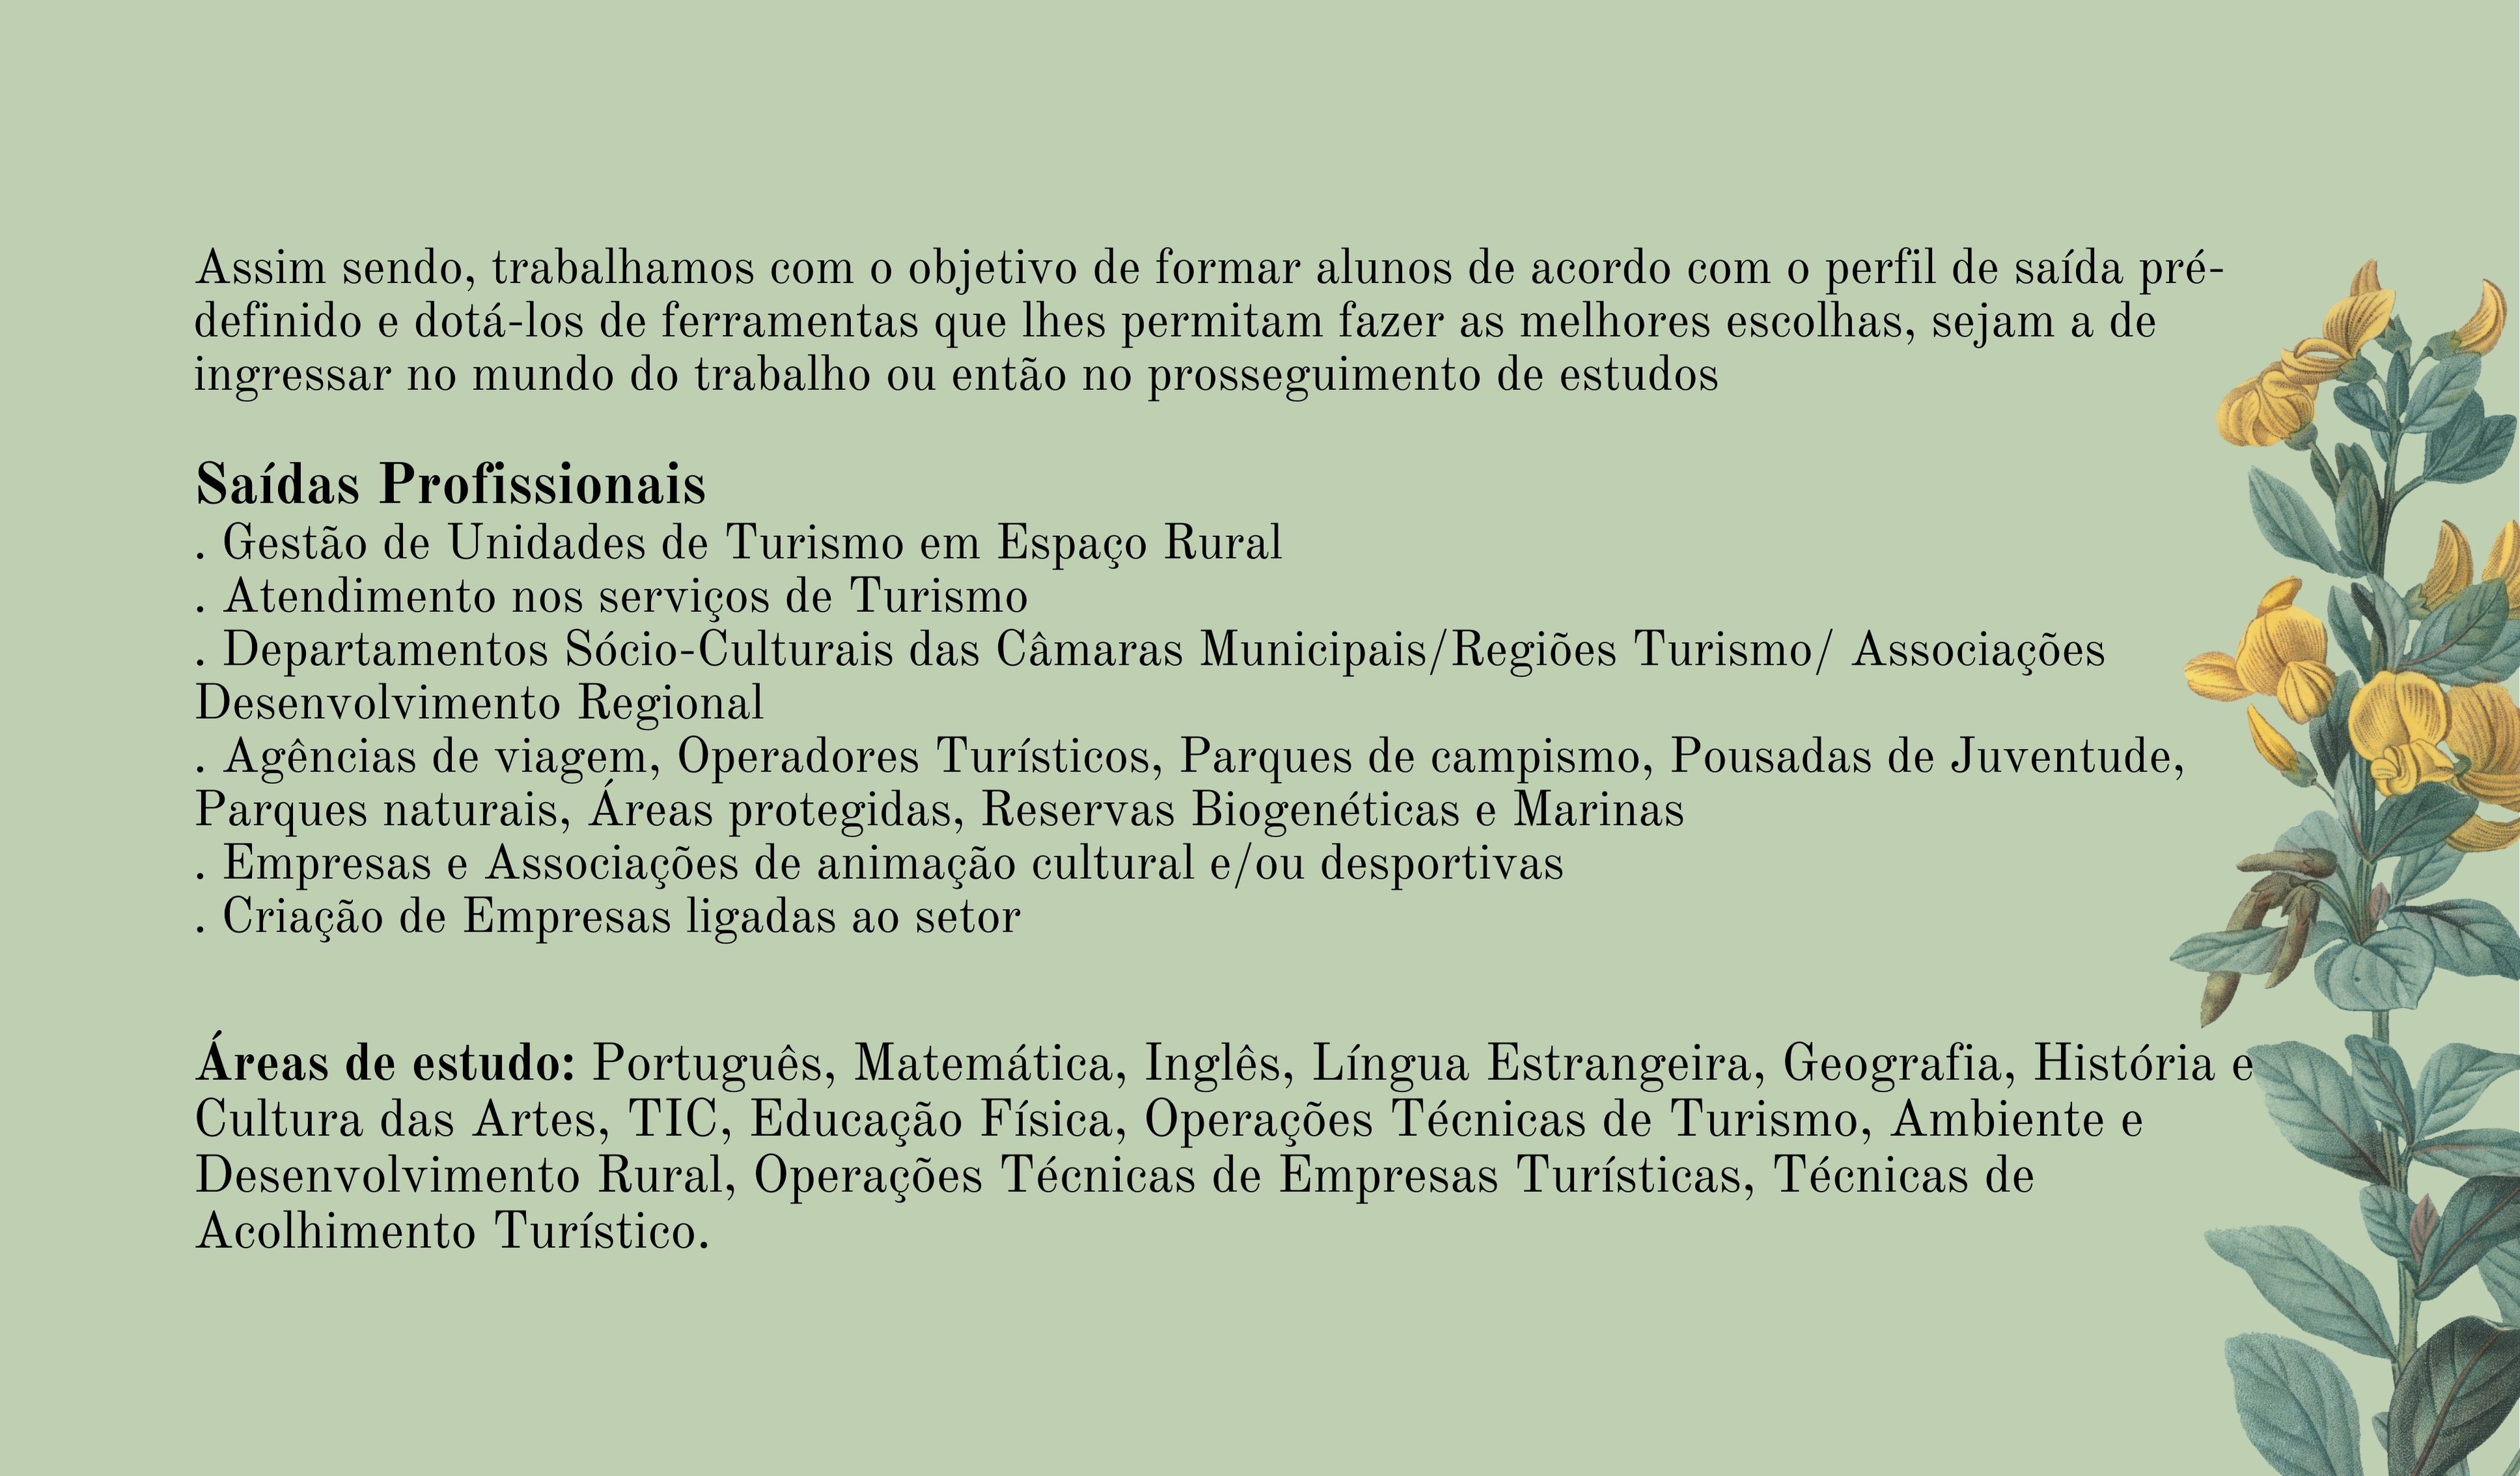 Assim sendo, trabalhamos com o objetivo de formar alunos de acordo com o perfil de saída pré-
definido e dotá-los de ferramentas que lhes permitam fazer as melhores escolhas, sejam a de
ingressar no mundo do trabalho ou então no prosseguimento de estudos
Saídas Profissionais
. Gestão de Unidades de Turismo em Espaço Rural
. Atendimento nos serviços de Turismo
. Departamentos Sócio-Culturais das Câmaras Municipais/Regiões Turismo/ Associações
Desenvolvimento Regional
. Agências de viagem, Operadores Turísticos, Parques de campismo, Pousadas de Juventude,
Parques naturais, Áreas protegidas, Reservas Biogenéticas e Marinas
. Empresas e Associações de animação cultural e/ou desportivas
. Criação de Empresas ligadas ao setor
Áreas de estudo: Português, Matemática, Inglês, Língua Estrangeira, Geografia, História e
Cultura das Artes, TIC, Educação Física, Operações Técnicas de Turismo, Ambiente e
Desenvolvimento Rural, Operações Técnicas de Empresas Turísticas, Técnicas de
Acolhimento Turístico.